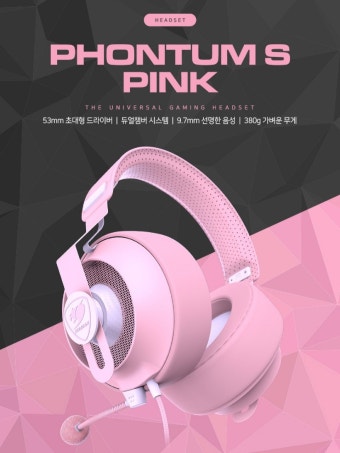 HEADSET
PHONTUM S
PINK
THE UNIVERSAL GAMING HEADSET
53mm 초대형 드라이버 | 듀얼챔버 시스템 | 9.7mm 선명한 음성 | 380g 가벼운 무게